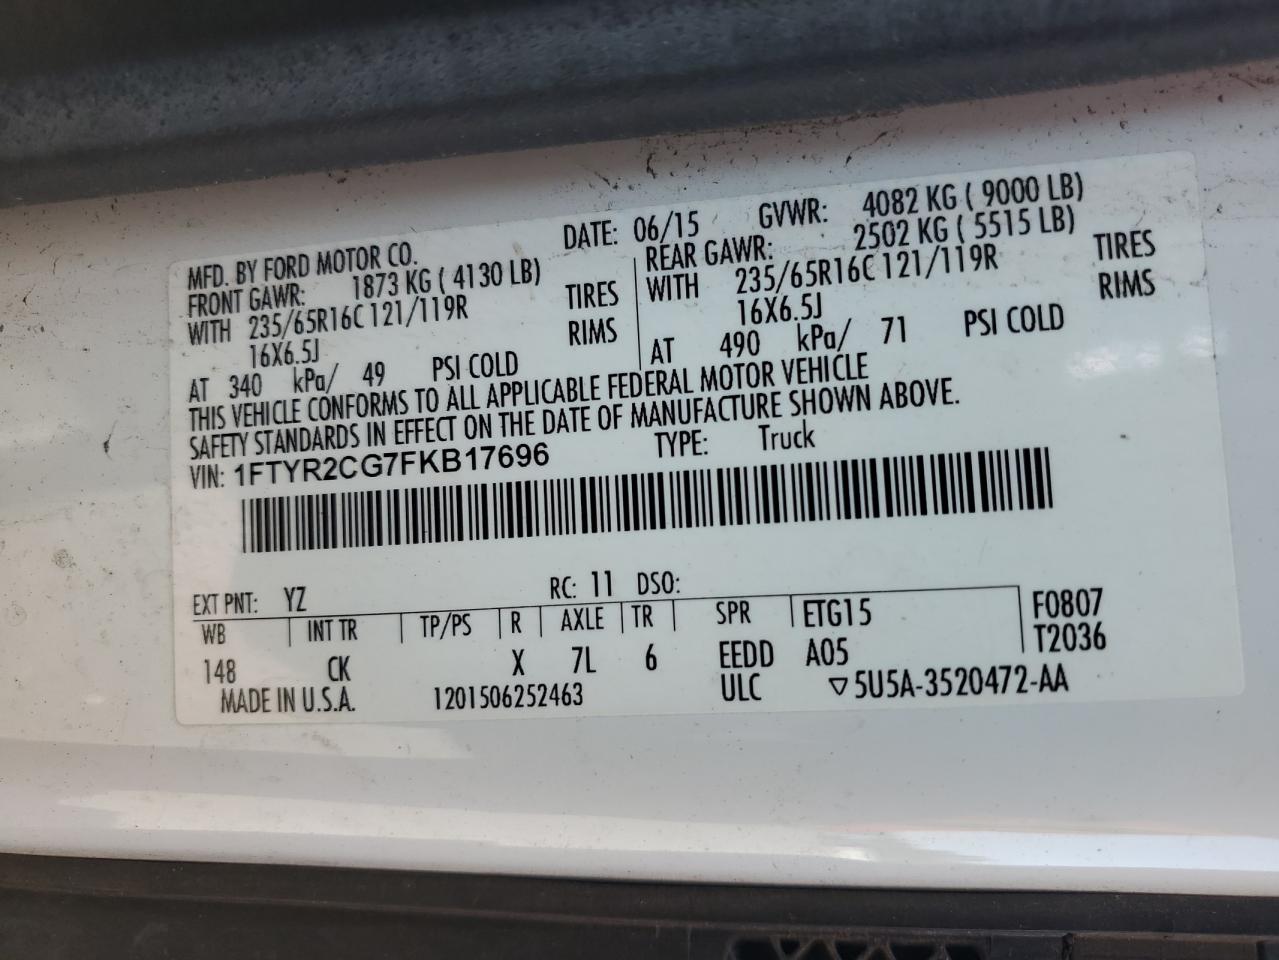 MFD. BY FORD MOTOR CO. DATE: 06/15 GVWR: 4082 KG ( 9000 LB)
FRONT GAWR: 1873 KG ( 4130 LB) REAR GAWR: 2502 KG ( 5515 LB)
WITH 235/65R16C 121/119R TIRES WITH 235/65R16C 121/119R TIRES
16X6.5J RIMS 16X6.5J RIMS
AT 340 kPa/ 49 PSI COLD AT 490 kPa/ 71 PSI COLD
THIS VEHICLE CONFORMS TO ALL APPLICABLE FEDERAL MOTOR VEHICLE
SAFETY STANDARDS IN EFFECT ON THE DATE OF MANUFACTURE SHOWN ABOVE.
VIN: 1FTYR2CG7FKB17696 TYPE: Truck
EXT PNT: YZ RC: 11 DSO:
WB INT TR TP/PS R AXLE TR SPR ETG15 F0807
148 CK X 7L 6 EEDD A05 T2036
MADE IN U.S.A. 1201506252463 ULC ▽5U5A-3520472-AA